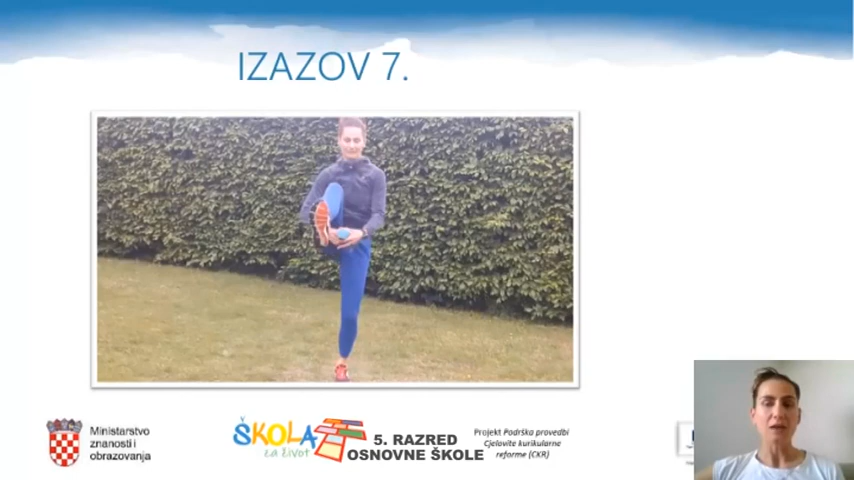 IZAZOV 7.
Ministarstvo
znanosti i
obrazovanja
ŠKOLA
za život
5. RAZRED
OSNOVNE ŠKOLE
Projekt Podrška provedbi
Cjelovite kurikularne
reforme (CKR)